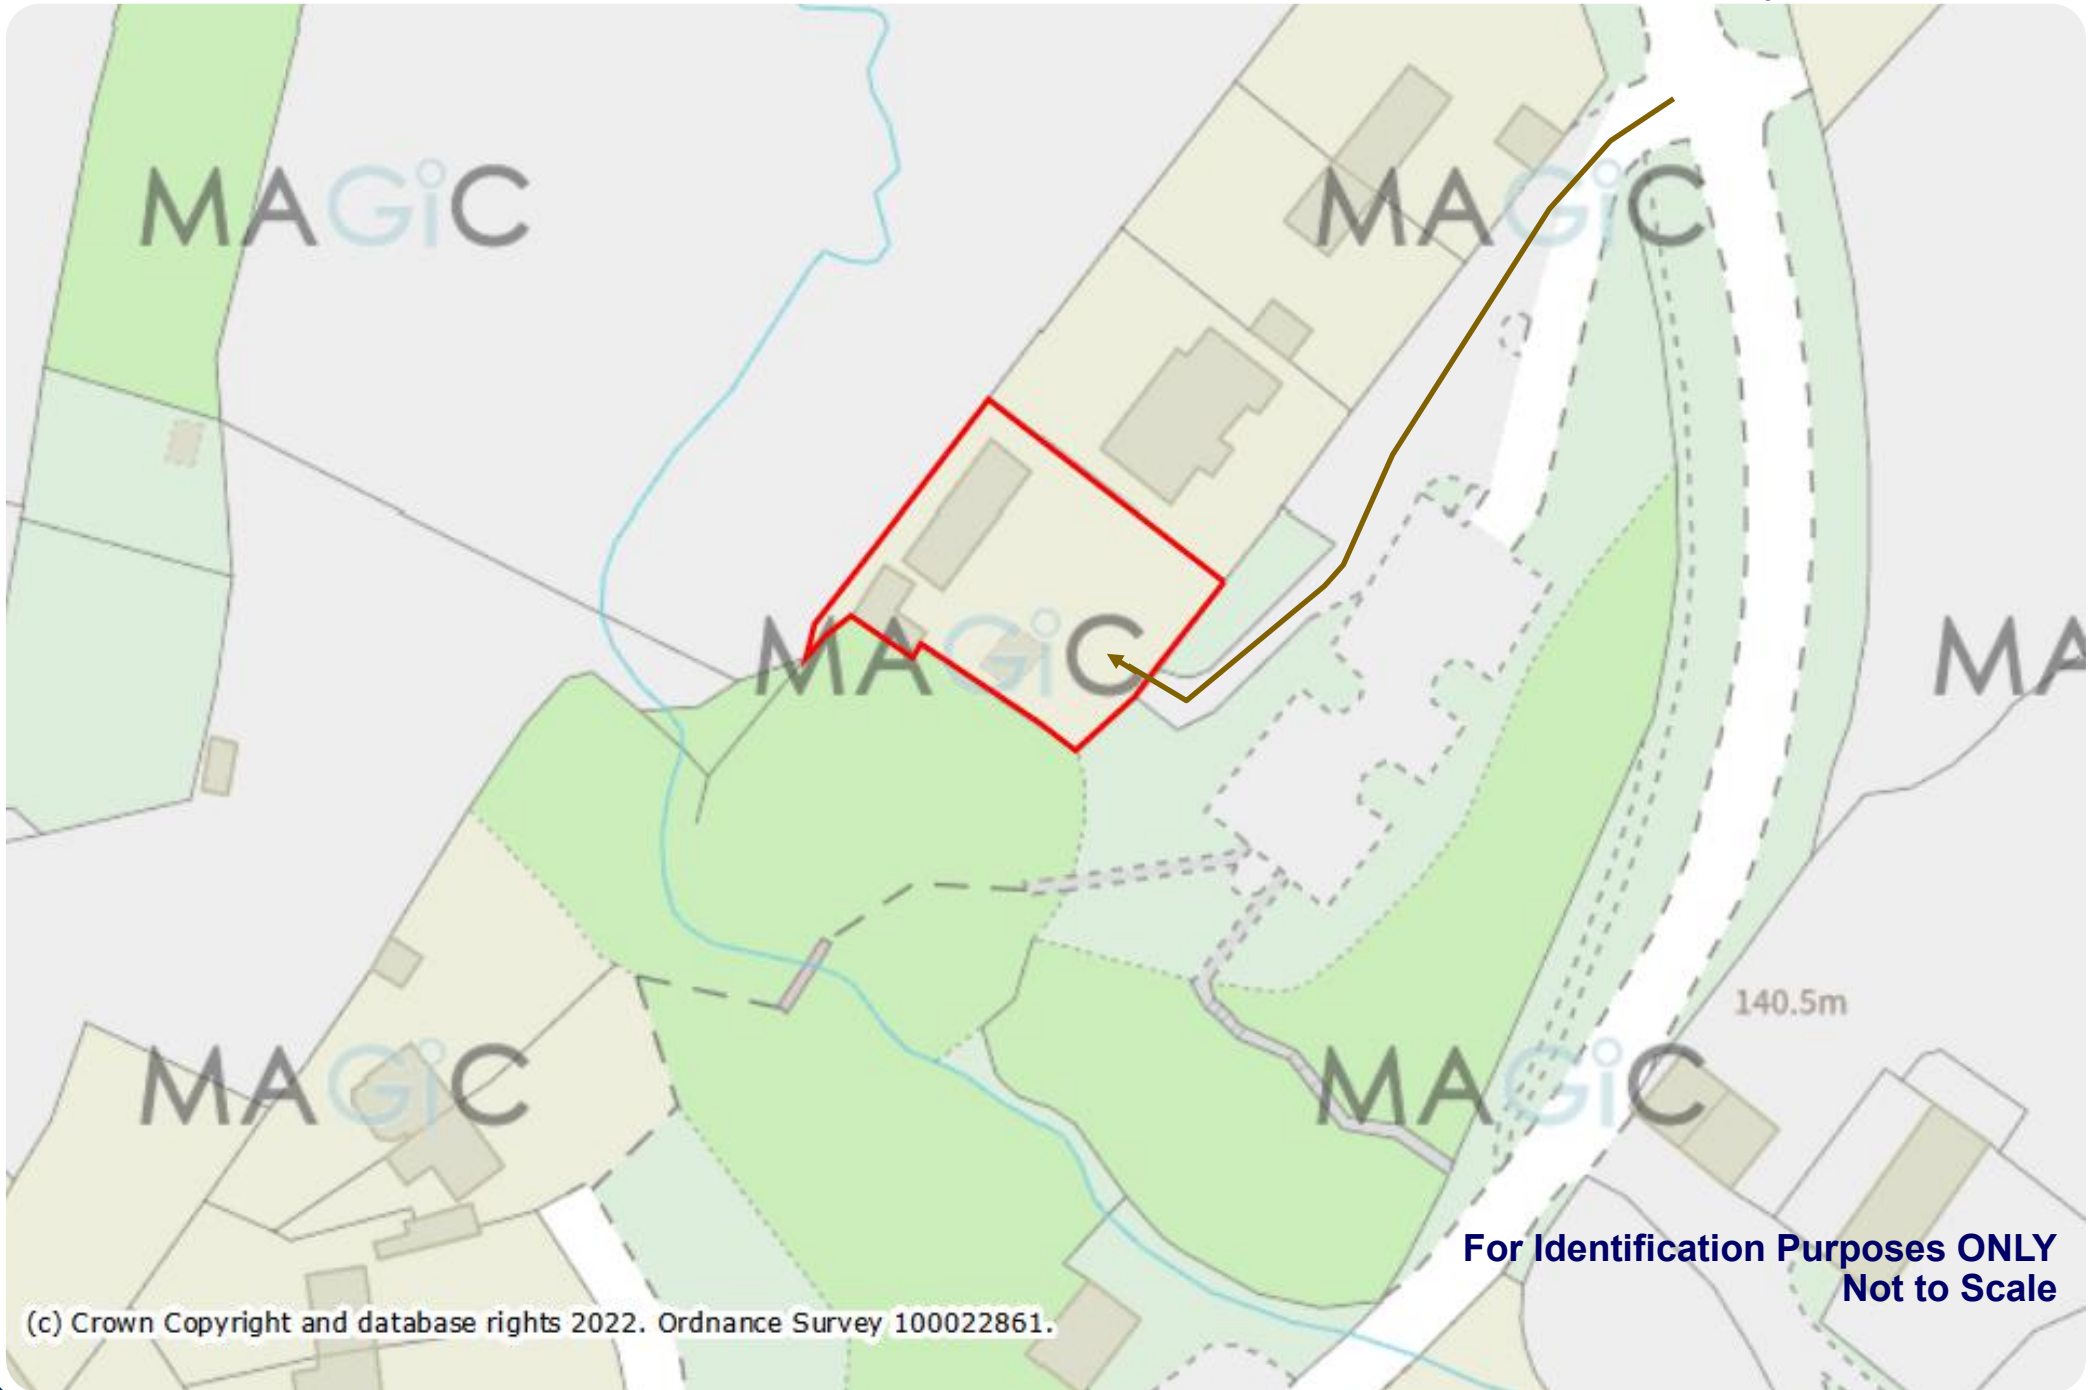 MAGiC
MAGiC
MAGiC
MA
140.5m
MAGiC
MAGiC
For Identification Purposes ONLY
Not to Scale
(c) Crown Copyright and database rights 2022. Ordnance Survey 100022861.